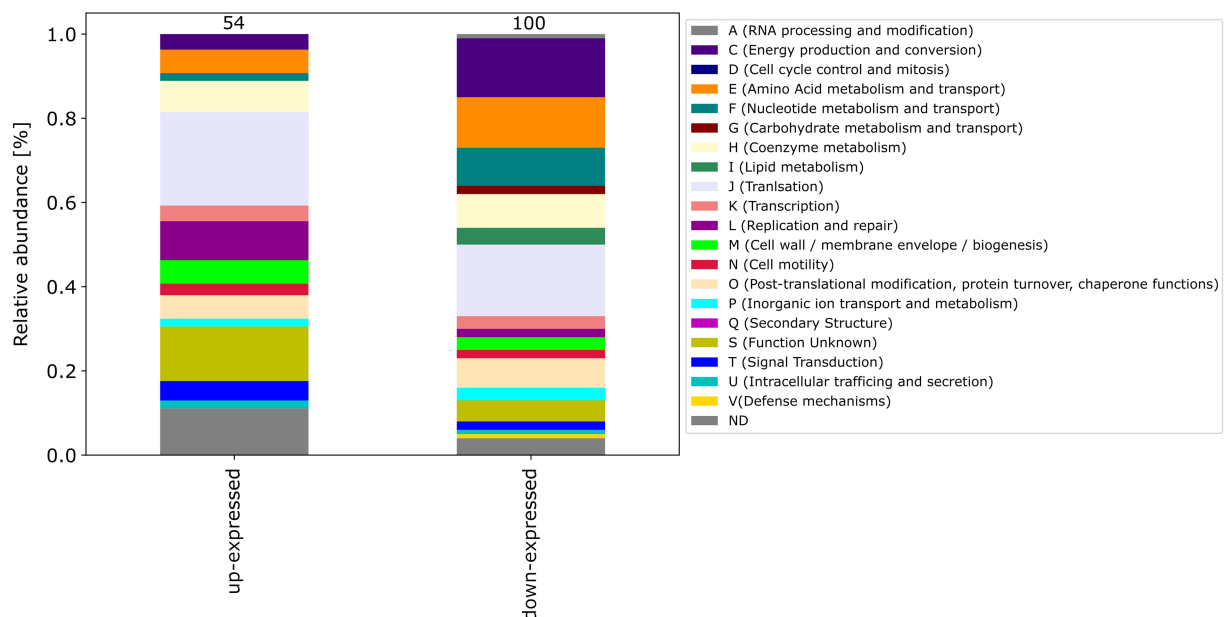 54
100
1.0
0.8
0.6
0.4
0.2
0.0
Relative abundance [%]
up-expressed
down-expressed
A (RNA processing and modification)
C (Energy production and conversion)
D (Cell cycle control and mitosis)
E (Amino Acid metabolism and transport)
F (Nucleotide metabolism and transport)
G (Carbohydrate metabolism and transport)
H (Coenzyme metabolism)
I (Lipid metabolism)
J (Tranlsation)
K (Transcription)
L (Replication and repair)
M (Cell wall / membrane envelope / biogenesis)
N (Cell motility)
O (Post-translational modification, protein turnover, chaperone functions)
P (Inorganic ion transport and metabolism)
Q (Secondary Structure)
S (Function Unknown)
T (Signal Transduction)
U (Intracellular trafficing and secretion)
V(Defense mechanisms)
ND